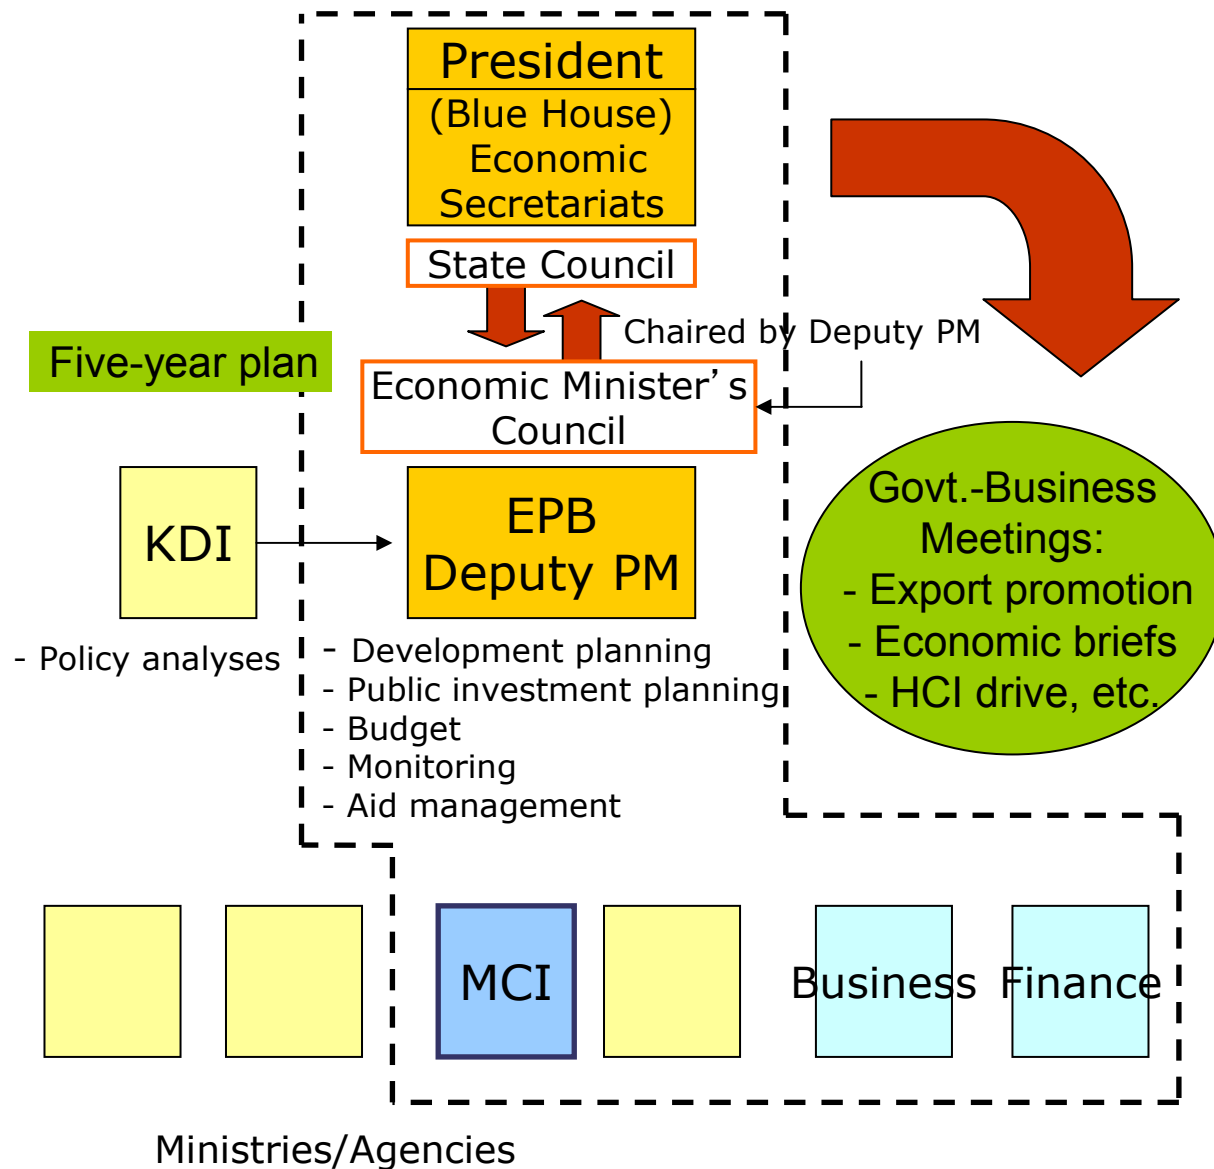 President
(Blue House)
Economic
Secretariats
State Council
Chaired by Deputy PM
Five-year plan
Economic Minister’s
Council
KDI
EPB
Deputy PM
Govt.-Business
Meetings:
- Export promotion
- Economic briefs
- HCI drive, etc.
- Policy analyses
- Development planning
- Public investment planning
- Budget
- Monitoring
- Aid management
MCI
Business
Finance
Ministries/Agencies